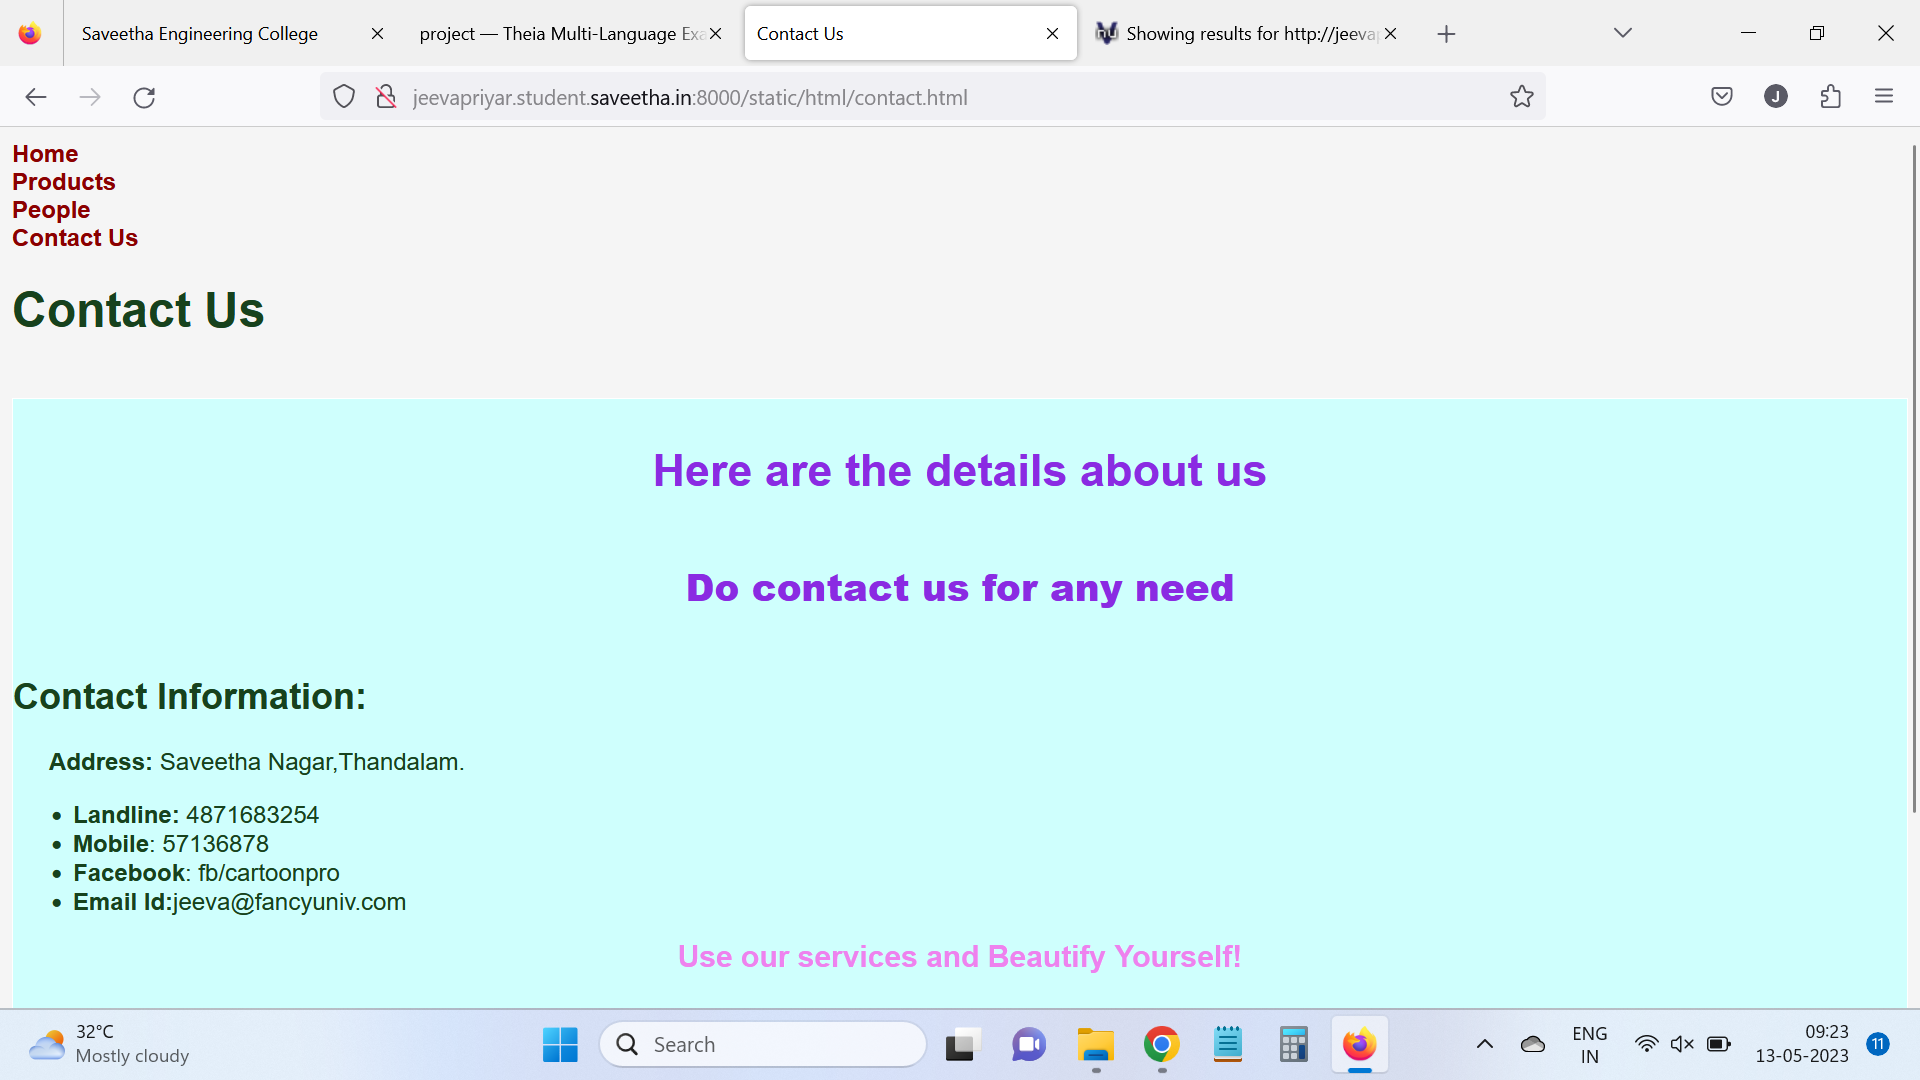 Saveetha Engineering College
project — Theia Multi-Language Exa
Contact Us
Showing results for http://jeevap
jeevapriyar.student.saveetha.in:8000/static/html/contact.html
J
Home
Products
People
Contact Us
Contact Us
Here are the details about us
Do contact us for any need
Contact Information:
Address: Saveetha Nagar,Thandalam.
• Landline: 4871683254
• Mobile: 57136878
• Facebook: fb/cartoonpro
• Email Id:jeeva@fancyuniv.com
Use our services and Beautify Yourself!
32°C
Mostly cloudy
Search
ENG
IN
09:23
13-05-2023
11